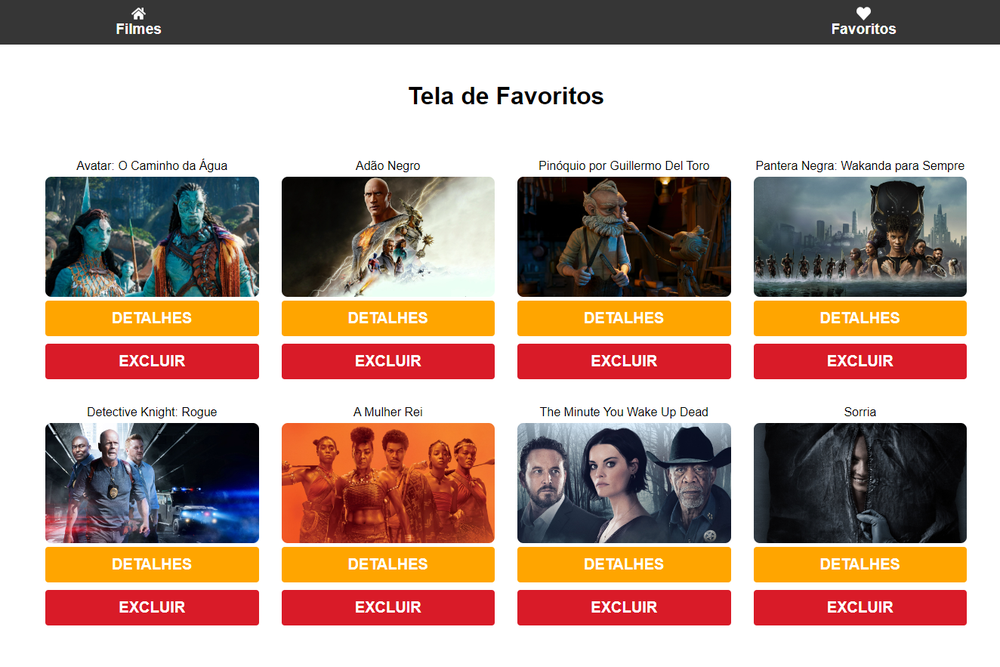 Filmes
Favoritos
Tela de Favoritos
Avatar: O Caminho da Água
Adão Negro
Pinóquio por Guillermo Del Toro
Pantera Negra: Wakanda para Sempre
DETALHES
DETALHES
DETALHES
DETALHES
EXCLUIR
EXCLUIR
EXCLUIR
EXCLUIR
Detective Knight: Rogue
A Mulher Rei
The Minute You Wake Up Dead
Sorria
DETALHES
DETALHES
DETALHES
DETALHES
EXCLUIR
EXCLUIR
EXCLUIR
EXCLUIR